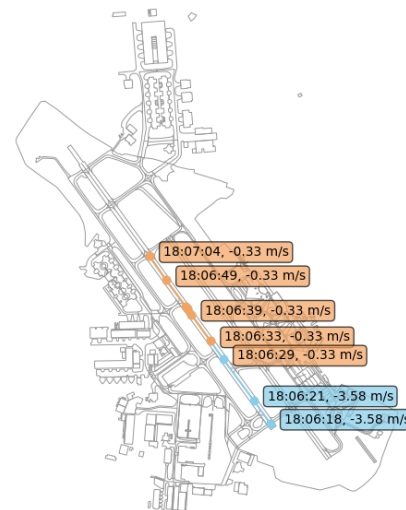 18:07:04, -0.33 m/s
18:06:49, -0.33 m/s
18:06:39, -0.33 m/s
18:06:33, -0.33 m/s
18:06:29, -0.33 m/s
18:06:21, -3.58 m/s
18:06:18, -3.58 m/s